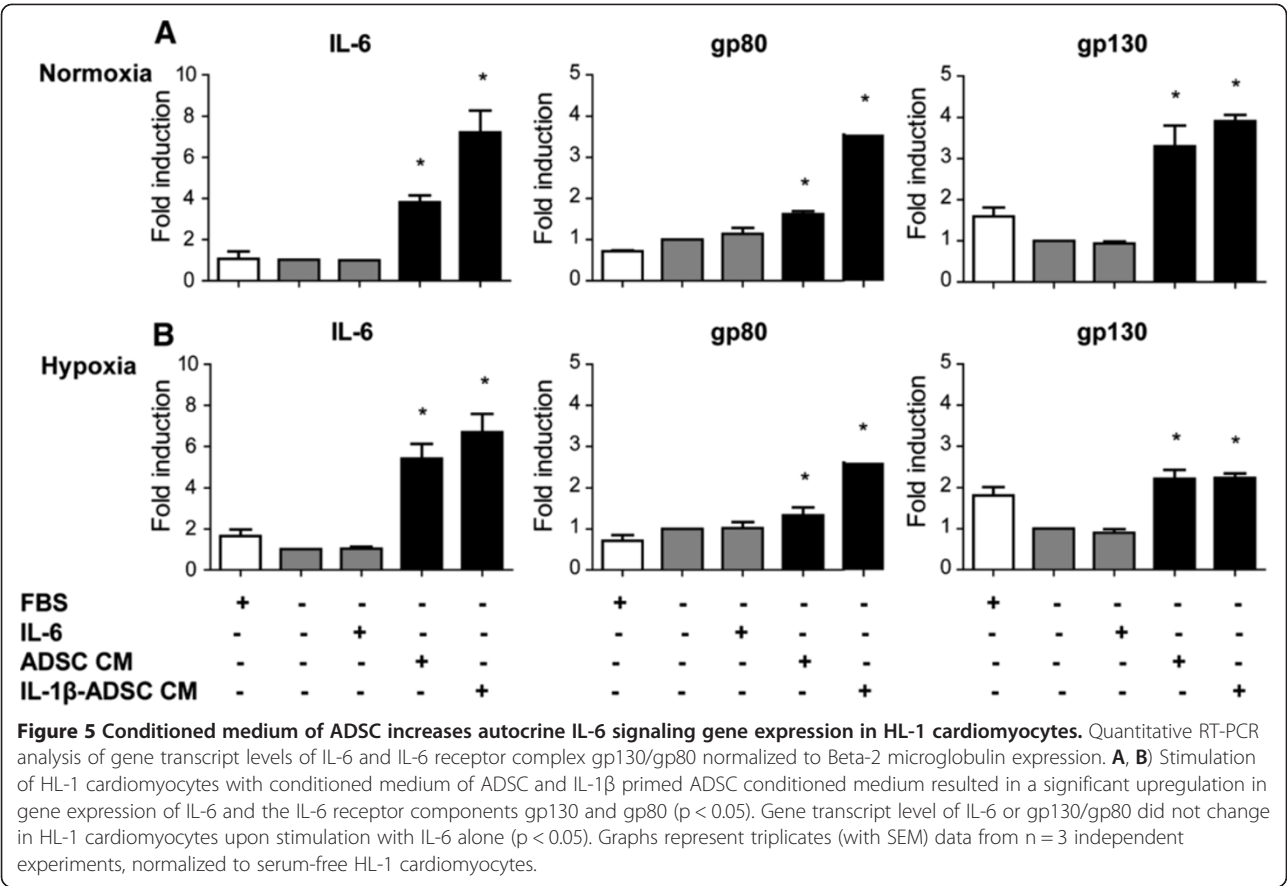 A
IL-6 gp80 gp130
Normoxia
Fold induction
10
8
6
4
2
0
*
*
Fold induction
5
4
3
2
1
0
*
*
Fold induction
5
4
3
2
1
0
*
*
B
IL-6 gp80 gp130
Hypoxia
Fold induction
10
8
6
4
2
0
*
*
Fold induction
5
4
3
2
1
0
*
*
Fold induction
5
4
3
2
1
0
*
*
FBS + - - - - + - - - - + - - - -
IL-6 - - + - - - - + - - - - + - -
ADSC CM - - - + - - - - + - - - - + -
IL-1β-ADSC CM - - - - + - - - - + - - - - +
Figure 5 Conditioned medium of ADSC increases autocrine IL-6 signaling gene expression in HL-1 cardiomyocytes. Quantitative RT-PCR
analysis of gene transcript levels of IL-6 and IL-6 receptor complex gp130/gp80 normalized to Beta-2 microglobulin expression. A, B) Stimulation
of HL-1 cardiomyocytes with conditioned medium of ADSC and IL-1β primed ADSC conditioned medium resulted in a significant upregulation in
gene expression of IL-6 and the IL-6 receptor components gp130 and gp80 (p < 0.05). Gene transcript level of IL-6 or gp130/gp80 did not change
in HL-1 cardiomyocytes upon stimulation with IL-6 alone (p < 0.05). Graphs represent triplicates (with SEM) data from n = 3 independent
experiments, normalized to serum-free HL-1 cardiomyocytes.